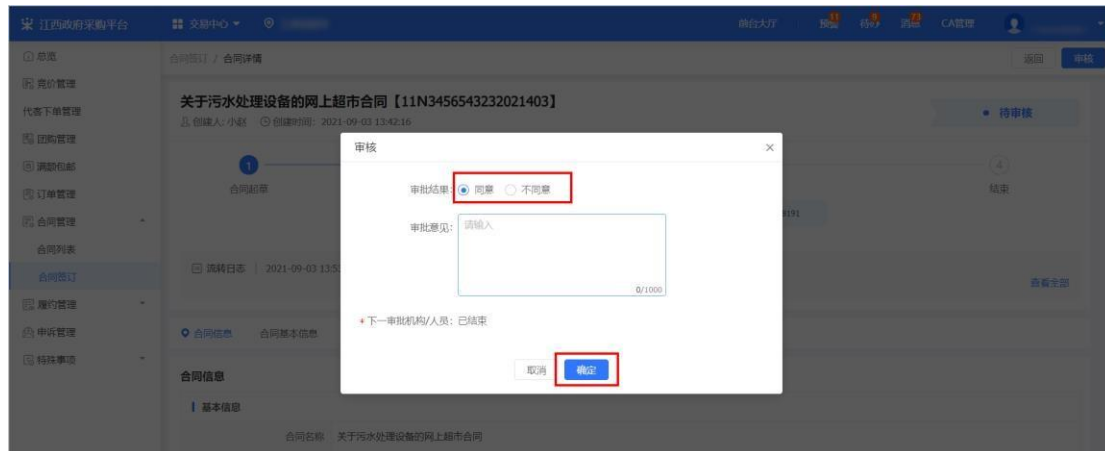 江西政府采购平台
交易中心
前台大厅
预警
待办
消息
CA管理
总览
竞价管理
代客下单管理
团购管理
满额包邮
订单管理
合同管理
合同列表
合同签订
履约管理
申诉管理
特殊事项
合同签订 / 合同详情
返回
审核
关于污水处理设备的网上超市合同【11N3456543232021403】
创建人: 小赵 创建时间: 2021-09-03 13:42:16
待审核
1
合同起草
4
结束
流转日志 | 2021-09-03 13:5
查看全部
审核
审批结果: 同意 不同意
审批意见: 请输入
0/1000
* 下一审批机构/人员: 已结束
取消 确定
合同信息 合同基本信息
合同信息
基本信息
合同名称 关于污水处理设备的网上超市合同